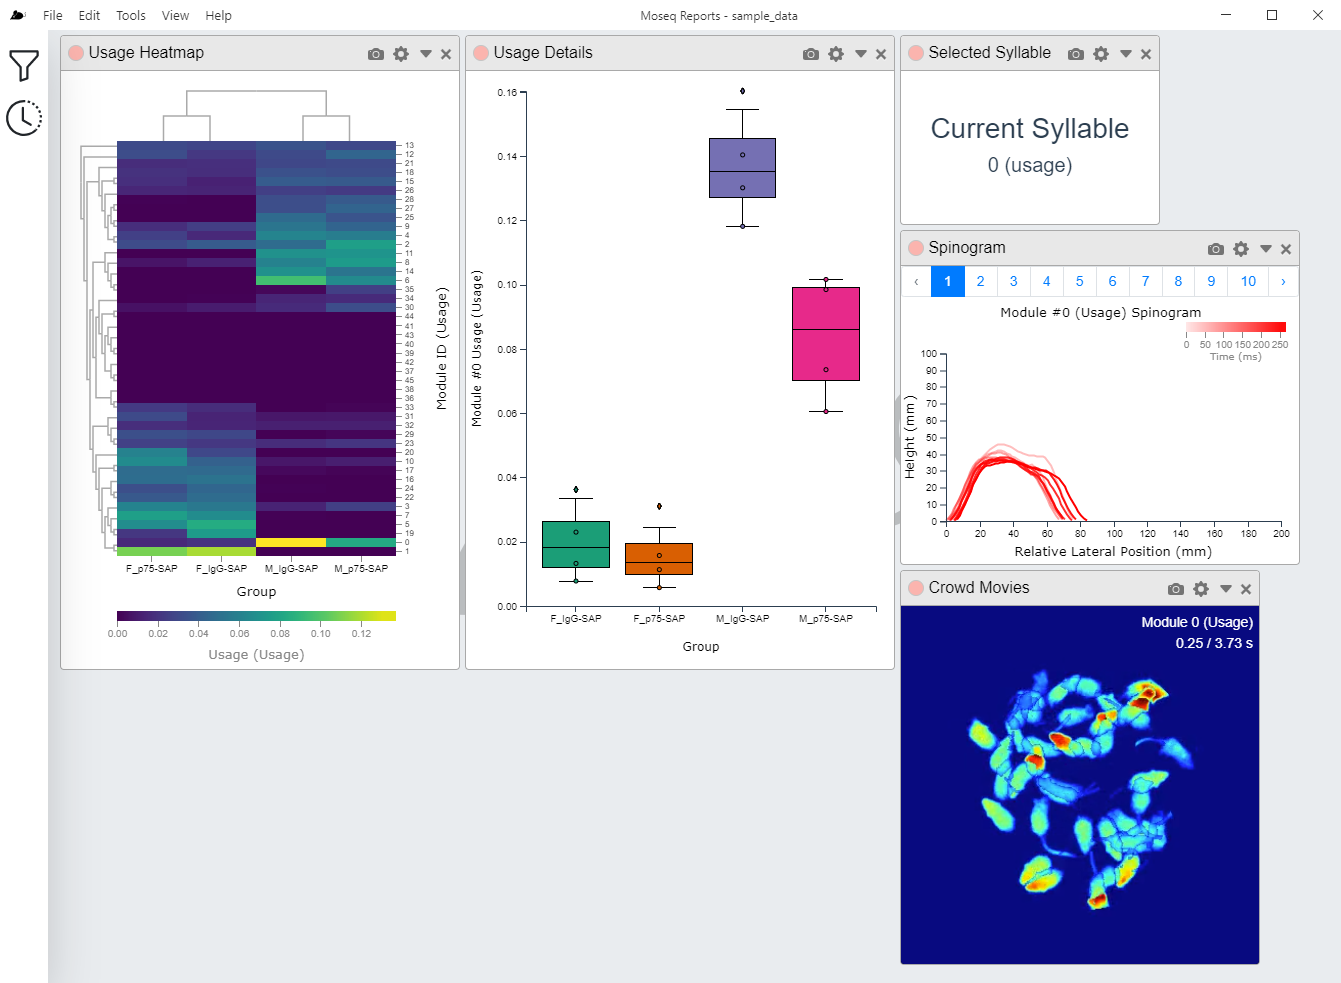 File Edit Tools View Help
Moseq Reports - sample_data
Usage Heatmap
13
12
21
18
15
26
28
27
25
9
4
2
11
8
14
6
35
34
30
44
41
43
40
39
42
37
45
38
36
33
31
32
29
23
20
10
17
16
24
22
3
7
5
19
0
1
Module ID (Usage)
F_p75-SAP F_IgG-SAP M_IgG-SAP M_p75-SAP
Group
0.00 0.02 0.04 0.06 0.08 0.10 0.12
Usage (Usage)
Usage Details
0.16
0.14
0.12
0.10
0.08
0.06
0.04
0.02
0.00
Module #0 Usage (Usage)
F_IgG-SAP F_p75-SAP M_IgG-SAP M_p75-SAP
Group
Selected Syllable
Current Syllable
0 (usage)
Spinogram
‹ 1 2 3 4 5 6 7 8 9 10 ›
Module #0 (Usage) Spinogram
0 50 100 150 200 250
Time (ms)
100
90
80
70
60
50
40
30
20
10
0
Height (mm)
0 20 40 60 80 100 120 140 160 180 200
Relative Lateral Position (mm)
Crowd Movies
Module 0 (Usage)
0.25 / 3.73 s